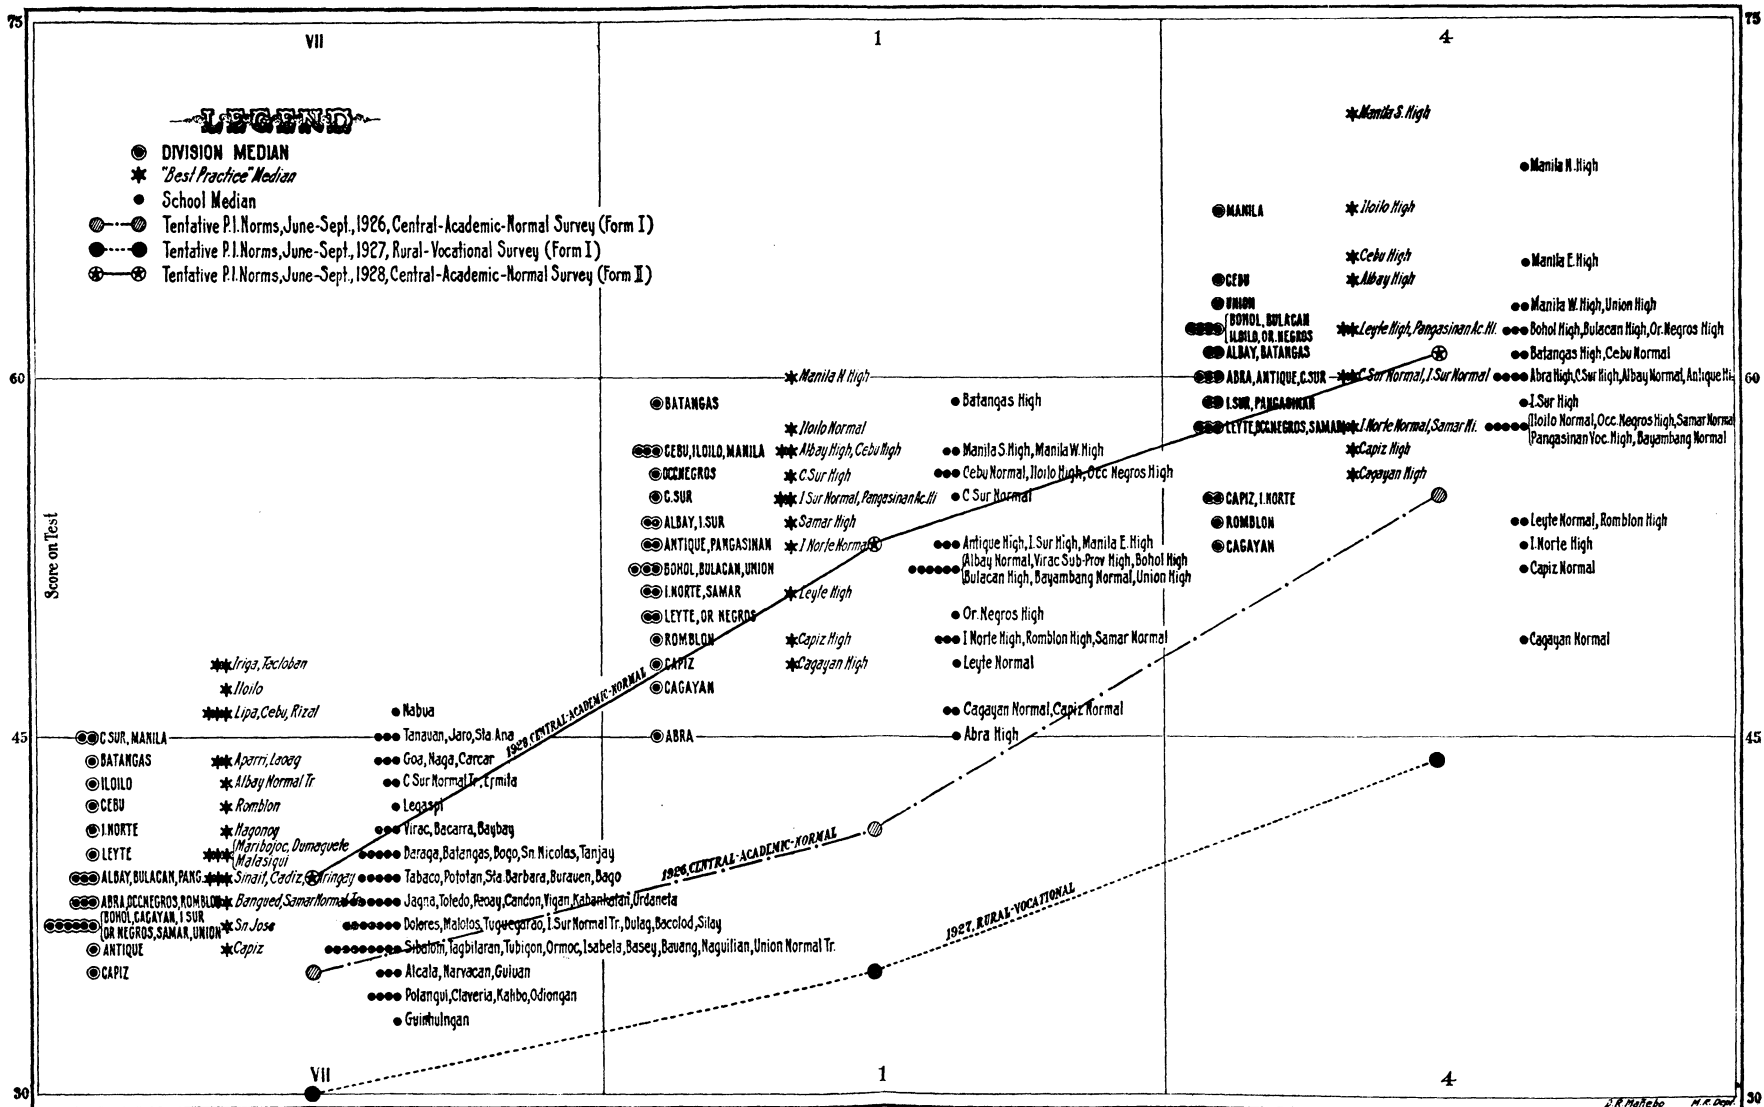 75
75
VII
1
4
LEGEND
DIVISION MEDIAN
"Best Practice" Median
School Median
Tentative P.I. Norms, June-Sept., 1926, Central-Academic-Normal Survey (Form I)
Tentative P.I. Norms, June-Sept., 1927, Rural-Vocational Survey (Form I)
Tentative P.I. Norms, June-Sept., 1928, Central-Academic-Normal Survey (Form II)
Score on Test
60
60
45
45
30
30
Iriga, Tacloban
Iloilo
Lipa, Cebu, Rizal
Nabua
C SUR, MANILA
Tanauan, Jaro, Sta. Ana
BATANGAS
Aparri, Laoag
Goa, Naga, Carcar
ILOILO
Albay Normal Tr
C Sur Normal Tr, Ermita
CEBU
Romblon
Legaspi
I. NORTE
Hagonoy
Virac, Bacarra, Baybay
LEYTE
Maribojoc, Dumaguete
Malasiqui
Daraga, Batangas, Bogo, Sn. Nicolas, Tanjay
ALBAY, BULACAN, PANG.
Sinait, Cadiz,
Tabaco, Pototan, Sta. Barbara, Burauen, Bago
ABRA, OCC NEGROS, ROMBLON
Bangued, Samar Normal Tr
Jagna, Toledo, Paoay, Candon, Vigan, Kabankalan, Urdaneta
BOHOL, CAGAYAN, I SUR
OR NEGROS, SAMAR, UNION
Sn Jose
Dolores, Malolos, Tuguegarao, I. Sur Normal Tr., Dulag, Bacolod, Silay
ANTIQUE
Capiz
Sibalom, Tagbilaran, Tubigon, Ormoc, Isabela, Basey, Bauang, Naguilian, Union Normal Tr.
CAPIZ
Alcala, Narvacan, Guiuan
Polangui, Claveria, Kalibo, Odiongan
Guinhulngan
Manila N High
BATANGAS
Batangas High
Iloilo Normal
CEBU, ILOILO, MANILA
Albay High, Cebu High
Manila S. High, Manila W. High
OCC NEGROS
C. Sur High
Cebu Normal, Iloilo High, Occ Negros High
C. SUR
I Sur Normal, Pangasinan Ac. Hi
C Sur Normal
ALBAY, I. SUR
Samar High
ANTIQUE, PANGASINAN
I Norte Normal
Antique High, I. Sur High, Manila E. High
BOHOL, BULACAN, UNION
Albay Normal, Virac Sub-Prov High, Bohol High
Bulacan High, Bayambang Normal, Union High
I. NORTE, SAMAR
Leyte High
LEYTE, OR NEGROS
Or. Negros High
ROMBLON
Capiz High
I Norte High, Romblon High, Samar Normal
CAPIZ
Cagayan High
Leyte Normal
CAGAYAN
Cagayan Normal, Capiz Normal
ABRA
Abra High
Manila S. High
Manila N. High
MANILA
Iloilo High
Cebu High
Manila E. High
CEBU
Albay High
UNION
Manila W. High, Union High
BOHOL, BULACAN
ILOILO, OR. NEGROS
Leyte High, Pangasinan Ac. Hi.
Bohol High, Bulacan High, Or. Negros High
ALBAY, BATANGAS
Batangas High, Cebu Normal
ABRA, ANTIQUE, C. SUR
C Sur Normal, I. Sur Normal
Abra High, C. Sur High, Albay Normal, Antique Hi.
I. SUR, PANGASINAN
I. Sur High
LEYTE, OCC NEGROS, SAMAR
I. Norte Normal, Samar Hi.
Iloilo Normal, Occ. Negros High, Samar Normal
Pangasinan Voc. High, Bayambang Normal
Capiz High
Cagayan High
CAPIZ, I. NORTE
ROMBLON
Leyte Normal, Romblon High
CAGAYAN
I. Norte High
Capiz Normal
Cagayan Normal
1928, CENTRAL-ACADEMIC-NORMAL
1926, CENTRAL-ACADEMIC-NORMAL
1927, RURAL-VOCATIONAL
VII
1
4
D. R. Mañebo M. R. Dept.